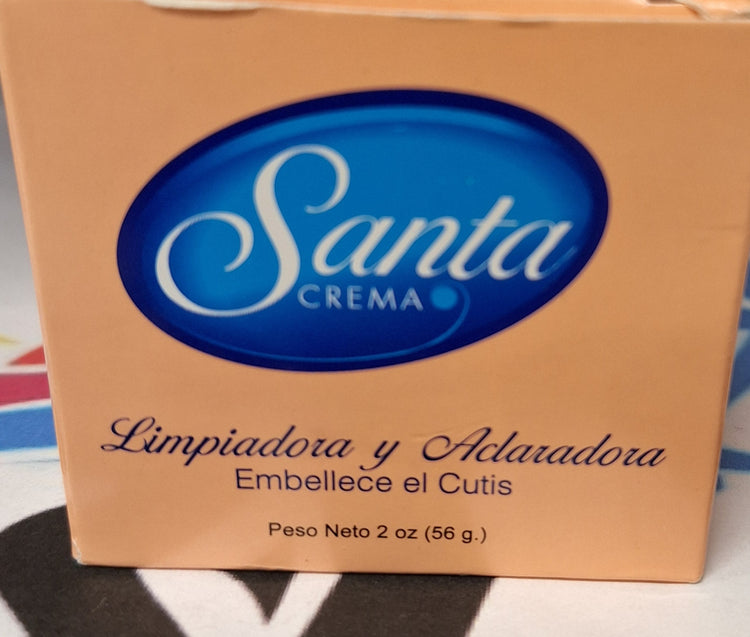 Santa
CREMA
Limpiadora y Aclaradora
Embellece el Cutis
Peso Neto 2 oz (56 g.)